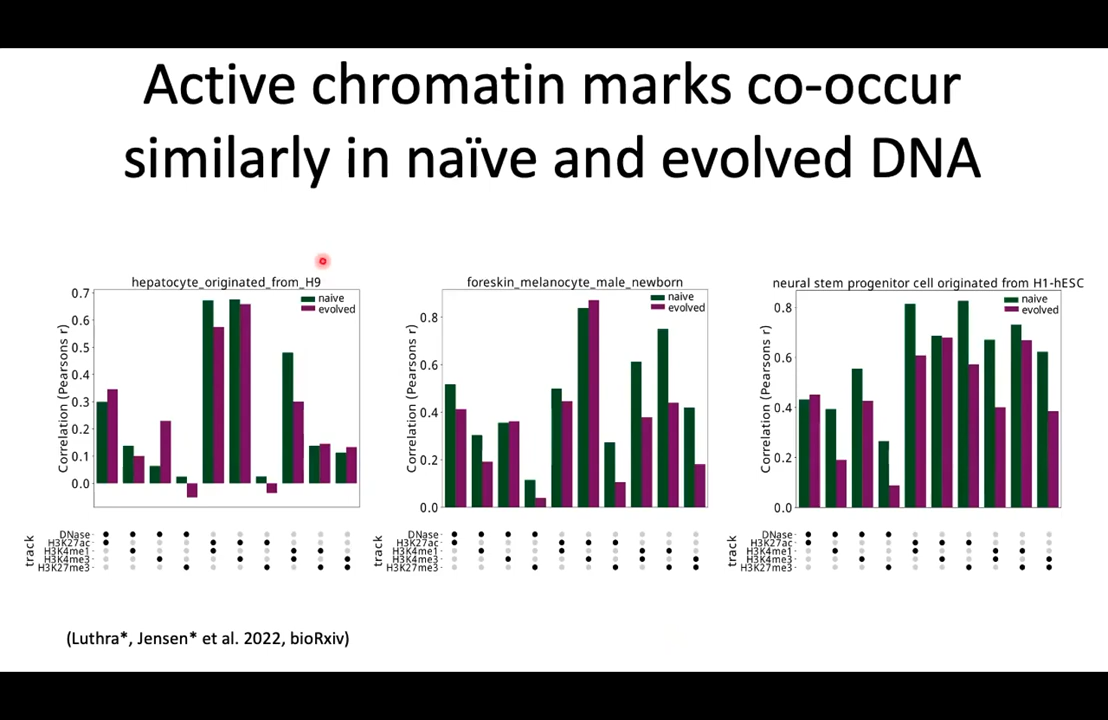 Active chromatin marks co-occur
similarly in naïve and evolved DNA
hepatocyte_originated_from_H9
naive
evolved
Correlation (Pearsons r)
0.7
0.6
0.5
0.4
0.3
0.2
0.1
0.0
track
DNase
H3K27ac
H3K4me1
H3K4me3
H3K27me3
foreskin_melanocyte_male_newborn
naive
evolved
Correlation (Pearsons r)
0.8
0.6
0.4
0.2
0.0
track
DNase
H3K27ac
H3K4me1
H3K4me3
H3K27me3
neural stem progenitor cell originated from H1-hESC
naive
evolved
Correlation (Pearsons r)
0.8
0.6
0.4
0.2
0.0
track
DNase
H3K27ac
H3K4me1
H3K4me3
H3K27me3
(Luthra*, Jensen* et al. 2022, bioRxiv)